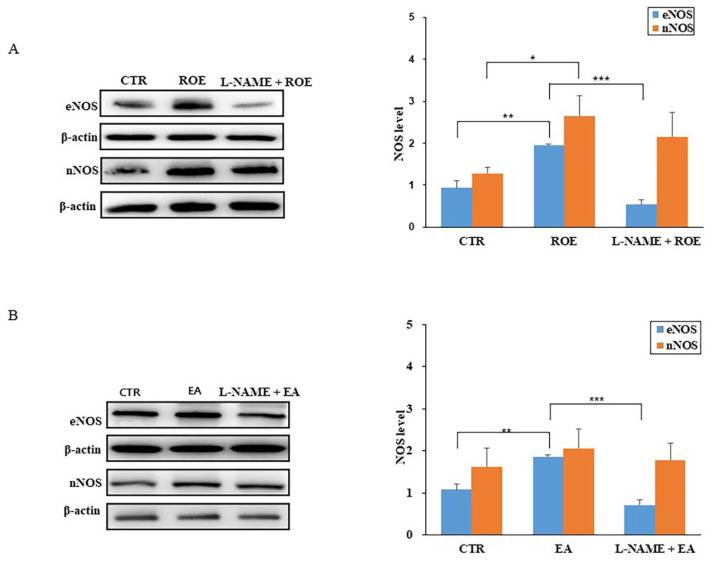 A
CTR ROE L-NAME + ROE
eNOS
β-actin
nNOS
β-actin
eNOS
nNOS
NOS level
5
4
3
2
1
0
*
***
**
CTR ROE L-NAME + ROE
B
CTR EA L-NAME + EA
eNOS
β-actin
nNOS
β-actin
eNOS
nNOS
NOS level
5
4
3
2
1
0
***
**
CTR EA L-NAME + EA